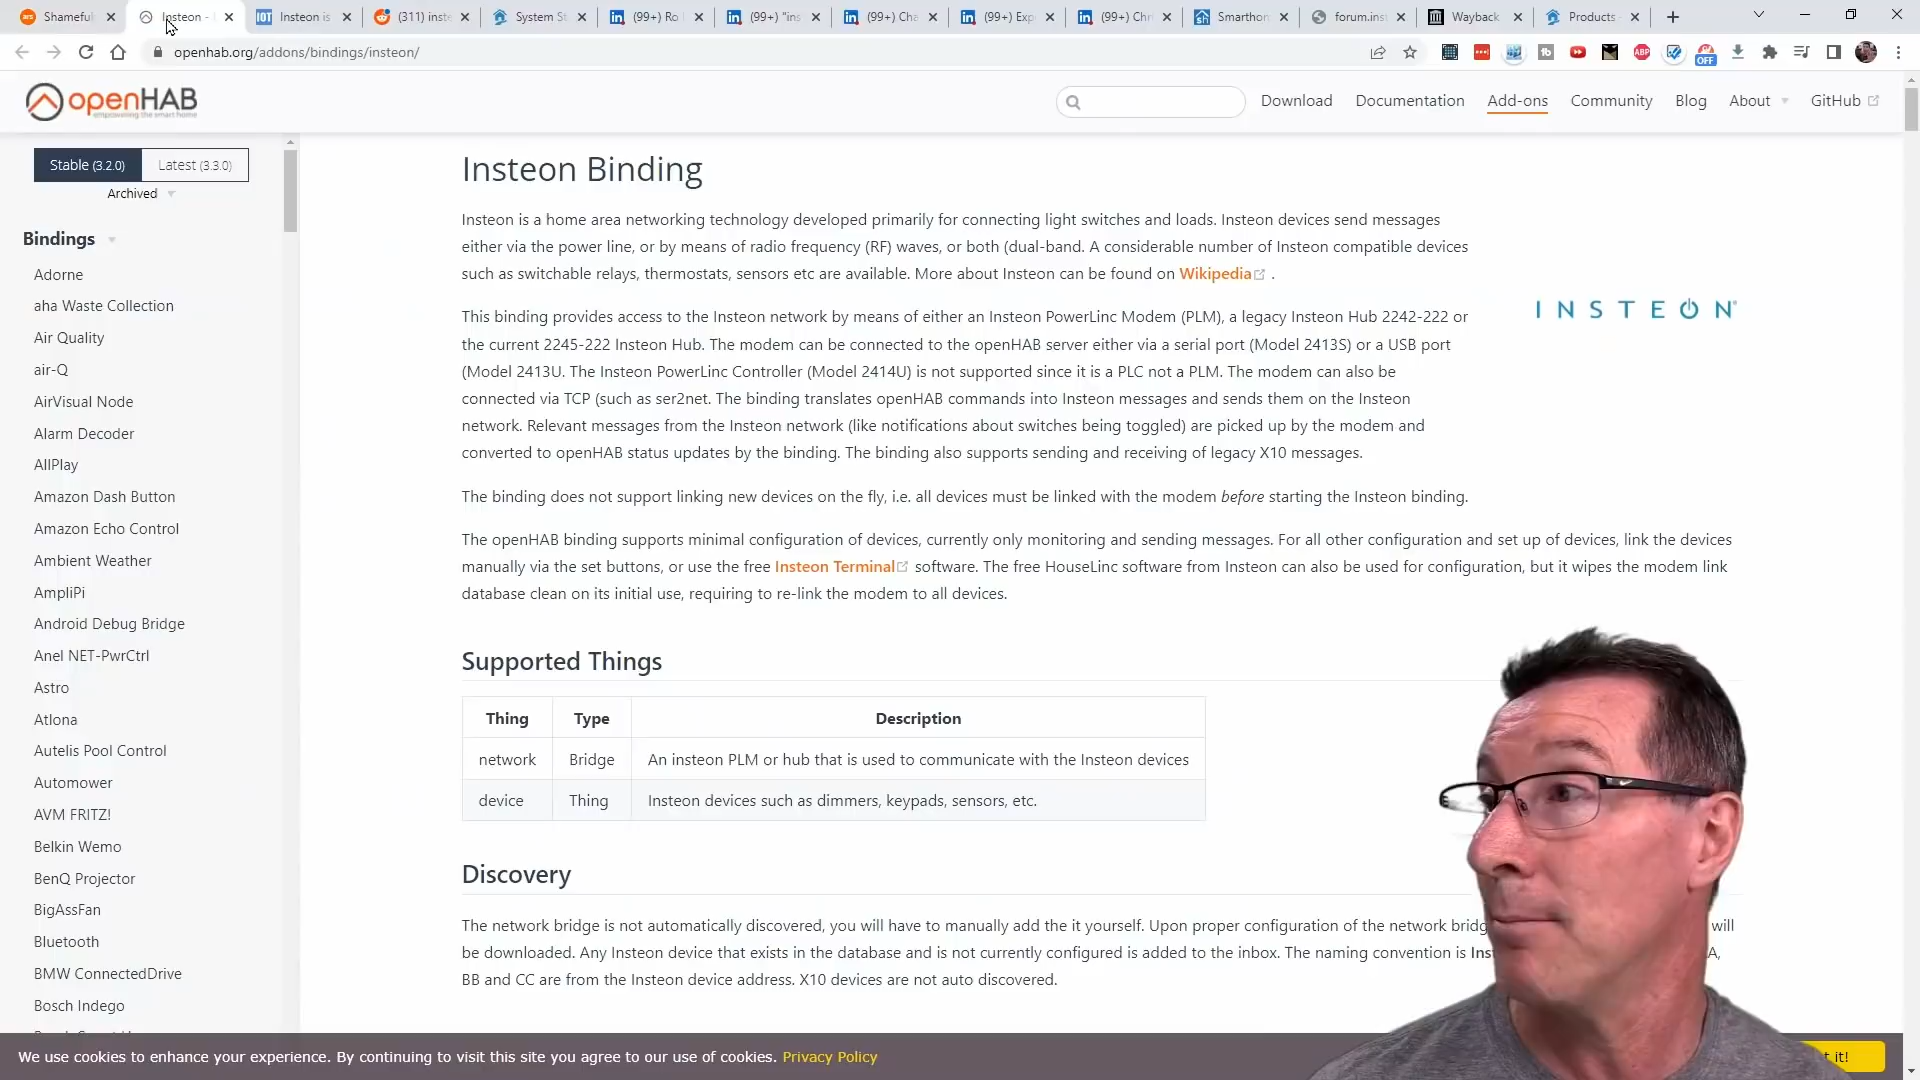 Shamefu
Insteon -
IOT Insteon is
(311) inste
System St
(99+) Ro
(99+) "ins
(99+) Cha
(99+) Exp
(99+) Chr
sh Smarthom
forum.inst
Wayback
Products
openhab.org/addons/bindings/insteon/
ABP
OFF
openHAB
empowering the smart home
Download
Documentation
Add-ons
Community
Blog
About
GitHub
Stable (3.2.0)
Latest (3.3.0)
Archived
Bindings
Adorne
aha Waste Collection
Air Quality
air-Q
AirVisual Node
Alarm Decoder
AllPlay
Amazon Dash Button
Amazon Echo Control
Ambient Weather
AmpliPi
Android Debug Bridge
Anel NET-PwrCtrl
Astro
Atlona
Autelis Pool Control
Automower
AVM FRITZ!
Belkin Wemo
BenQ Projector
BigAssFan
Bluetooth
BMW ConnectedDrive
Bosch Indego
Insteon Binding
Insteon is a home area networking technology developed primarily for connecting light switches and loads. Insteon devices send messages
either via the power line, or by means of radio frequency (RF) waves, or both (dual-band. A considerable number of Insteon compatible devices
such as switchable relays, thermostats, sensors etc are available. More about Insteon can be found on Wikipedia .
INSTEON
This binding provides access to the Insteon network by means of either an Insteon PowerLinc Modem (PLM), a legacy Insteon Hub 2242-222 or
the current 2245-222 Insteon Hub. The modem can be connected to the openHAB server either via a serial port (Model 2413S) or a USB port
(Model 2413U. The Insteon PowerLinc Controller (Model 2414U) is not supported since it is a PLC not a PLM. The modem can also be
connected via TCP (such as ser2net. The binding translates openHAB commands into Insteon messages and sends them on the Insteon
network. Relevant messages from the Insteon network (like notifications about switches being toggled) are picked up by the modem and
converted to openHAB status updates by the binding. The binding also supports sending and receiving of legacy X10 messages.
The binding does not support linking new devices on the fly, i.e. all devices must be linked with the modem before starting the Insteon binding.
The openHAB binding supports minimal configuration of devices, currently only monitoring and sending messages. For all other configuration and set up of devices, link the devices
manually via the set buttons, or use the free Insteon Terminal software. The free HouseLinc software from Insteon can also be used for configuration, but it wipes the modem link
database clean on its initial use, requiring to re-link the modem to all devices.
Supported Things
Thing Type Description
network Bridge An insteon PLM or hub that is used to communicate with the Insteon devices
device Thing Insteon devices such as dimmers, keypads, sensors, etc.
Discovery
The network bridge is not automatically discovered, you will have to manually add the it yourself. Upon proper configuration of the network bridg will
be downloaded. Any Insteon device that exists in the database and is not currently configured is added to the inbox. The naming convention is Ins A,
BB and CC are from the Insteon device address. X10 devices are not auto discovered.
We use cookies to enhance your experience. By continuing to visit this site you agree to our use of cookies. Privacy Policy
t it!